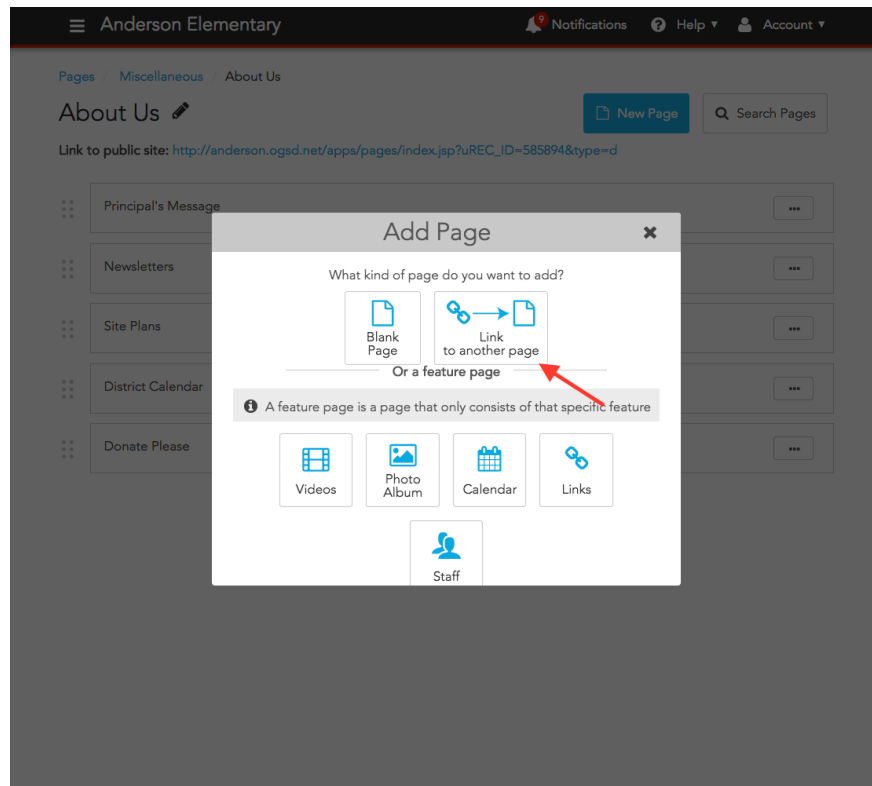 Anderson Elementary
9 Notifications Help ▾ Account ▾
Pages / Miscellaneous / About Us
About Us
New Page
Search Pages
Link to public site: http://anderson.ogsd.net/apps/pages/index.jsp?uREC_ID=585894&type=d
Principal's Message
Newsletters
Site Plans
District Calendar
Donate Please
Add Page
What kind of page do you want to add?
Blank
Page
Link
to another page
Or a feature page
A feature page is a page that only consists of that specific feature
Videos
Photo
Album
Calendar
Links
Staff